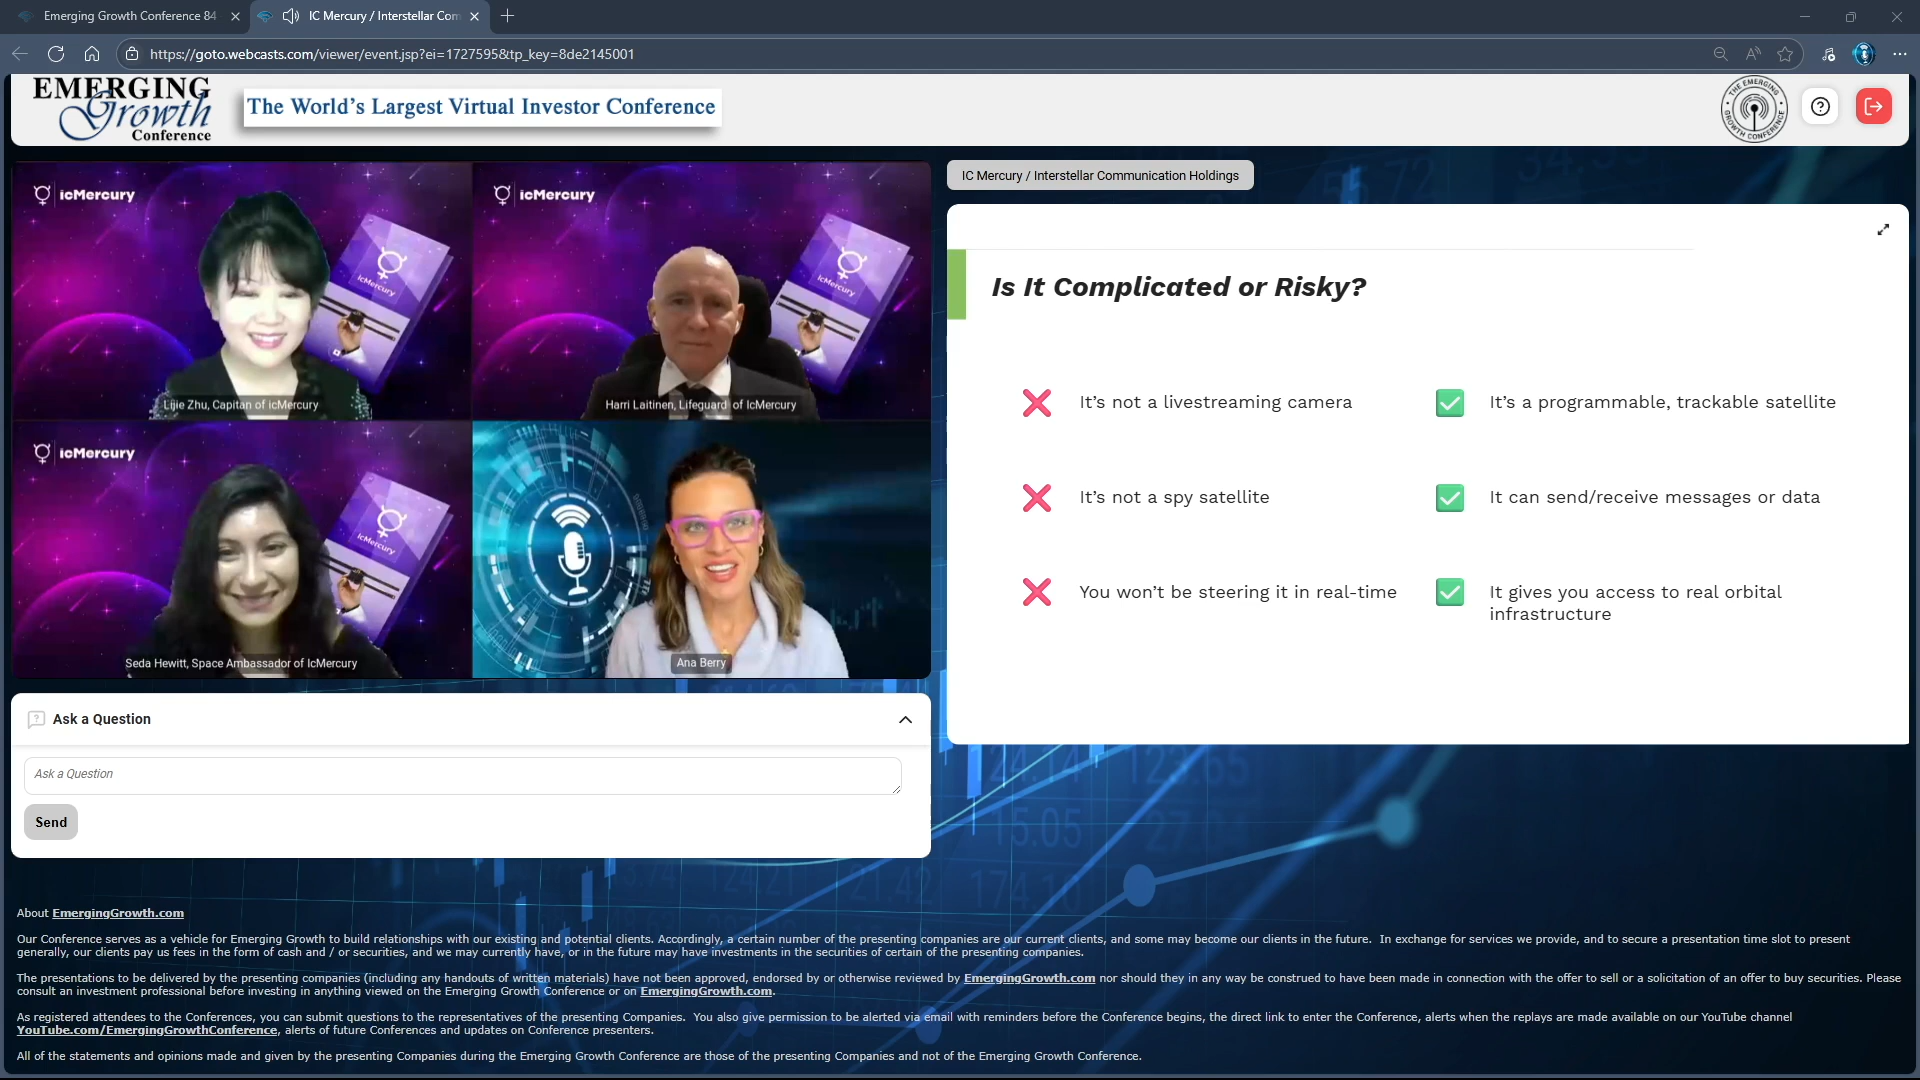 Emerging Growth Conference 84
IC Mercury / Interstellar Com
https://goto.webcasts.com/viewer/event.jsp?ei=1727595&tp_key=8de2145001
EMERGING
Growth
Conference
The World's Largest Virtual Investor Conference
THE EMERGING
GROWTH CONFERENCE
icMercury
icMercury
Lijie Zhu, Capitan of icMercury
icMercury
icMercury
Harri Laitinen, Lifeguard of IcMercury
icMercury
icMercury
Seda Hewitt, Space Ambassador of IcMercury
Ana Berry
IC Mercury / Interstellar Communication Holdings
Is It Complicated or Risky?
❌ It’s not a livestreaming camera
✅ It’s a programmable, trackable satellite
❌ It’s not a spy satellite
✅ It can send/receive messages or data
❌ You won’t be steering it in real-time
✅ It gives you access to real orbital
infrastructure
Ask a Question
Ask a Question
Send
About EmergingGrowth.com
Our Conference serves as a vehicle for Emerging Growth to build relationships with our existing and potential clients. Accordingly, a certain number of the presenting companies are our current clients, and some may become our clients in the future. In exchange for services we provide, and to secure a presentation time slot to present
generally, our clients pay us fees in the form of cash and / or securities, and we may currently have, or in the future may have investments in the securities of certain of the presenting companies.
The presentations to be delivered by the presenting companies (including any handouts of written materials) have not been approved, endorsed by or otherwise reviewed by EmergingGrowth.com nor should they in any way be construed to have been made in connection with the offer to sell or a solicitation of an offer to buy securities. Please
consult an investment professional before investing in anything viewed on the Emerging Growth Conference or on EmergingGrowth.com.
As registered attendees to the Conferences, you can submit questions to the representatives of the presenting Companies. You also give permission to be alerted via email with reminders before the Conference begins, the direct link to enter the Conference, alerts when the replays are made available on our YouTube channel
YouTube.com/EmergingGrowthConference, alerts of future Conferences and updates on Conference presenters.
All of the statements and opinions made and given by the presenting Companies during the Emerging Growth Conference are those of the presenting Companies and not of the Emerging Growth Conference.